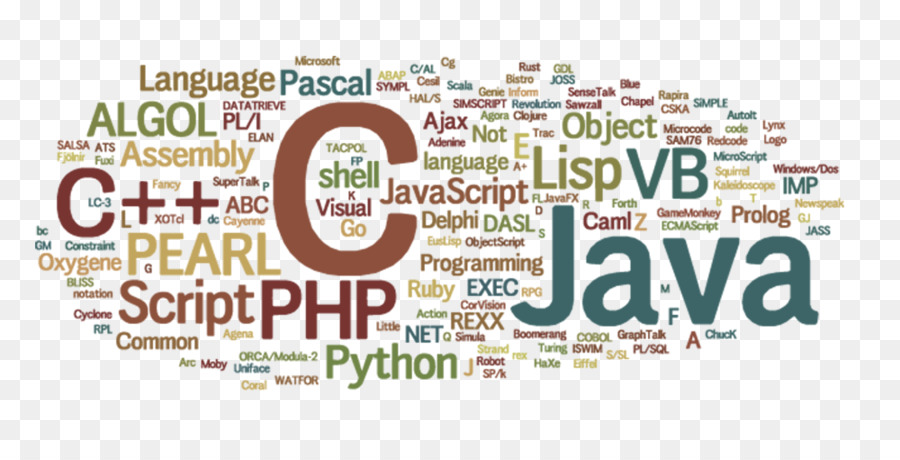 Microsoft
Cg
Language
Pascal
ABAP
C/AL
Rust
GDL
SYMPL
Cesil
Scala
Bistro
JOSS
Blue
DATATRIEVE
HAL/S
Genie
Inform
SenseTalk
Rapira
ALGOL
PL/I
SIMSCRIPT
Revolution
Sawzall
Chapel
CSKA
SiMPLE
C
Ajax
Agora
Clojure
Object
AutoIt
ELAN
Not
Trac
Microcode
code
Lynx
SALSA
ATS
Adenine
E
SAM76
Redcode
Logo
Fjölnir
Fuxi
Assembly
TACPOL
FP
language
A+
Lisp
VB
MicroScript
shell
Squirrel
Windows/Dos
C++
LC-3
Fancy
SuperTalk
P
K
JavaScript
Kaleidoscope
IMP
L
XOTcl
ABC
dc
Cayenne
Visual
Go
Delphi
DASL
FL
JavaFX
D
S
R
Forth
b
T
Newspeak
Caml
Z
GameMonkey
ECMAScript
Prolog
GJ
JASS
bc
GM
Constraint
PEARL
EusLisp
ObjectScript
Java
Oxygene
G
Programming
BLISS
notation
Script
PHP
Ruby
EXEC
RPG
M
CorVision
Cyclone
RPL
Action
REXX
F
Common
Agena
Little
NET
Q
Simula
Boomerang
COBOL
GraphTalk
A
ChucK
Arc
Moby
ORCA/Modula-2
Uniface
Python
Strand
rex
Turing
ISWIM
S/SL
PL/SQL
J
Robot
HaXe
Eiffel
Coral
WATFOR
SP/k